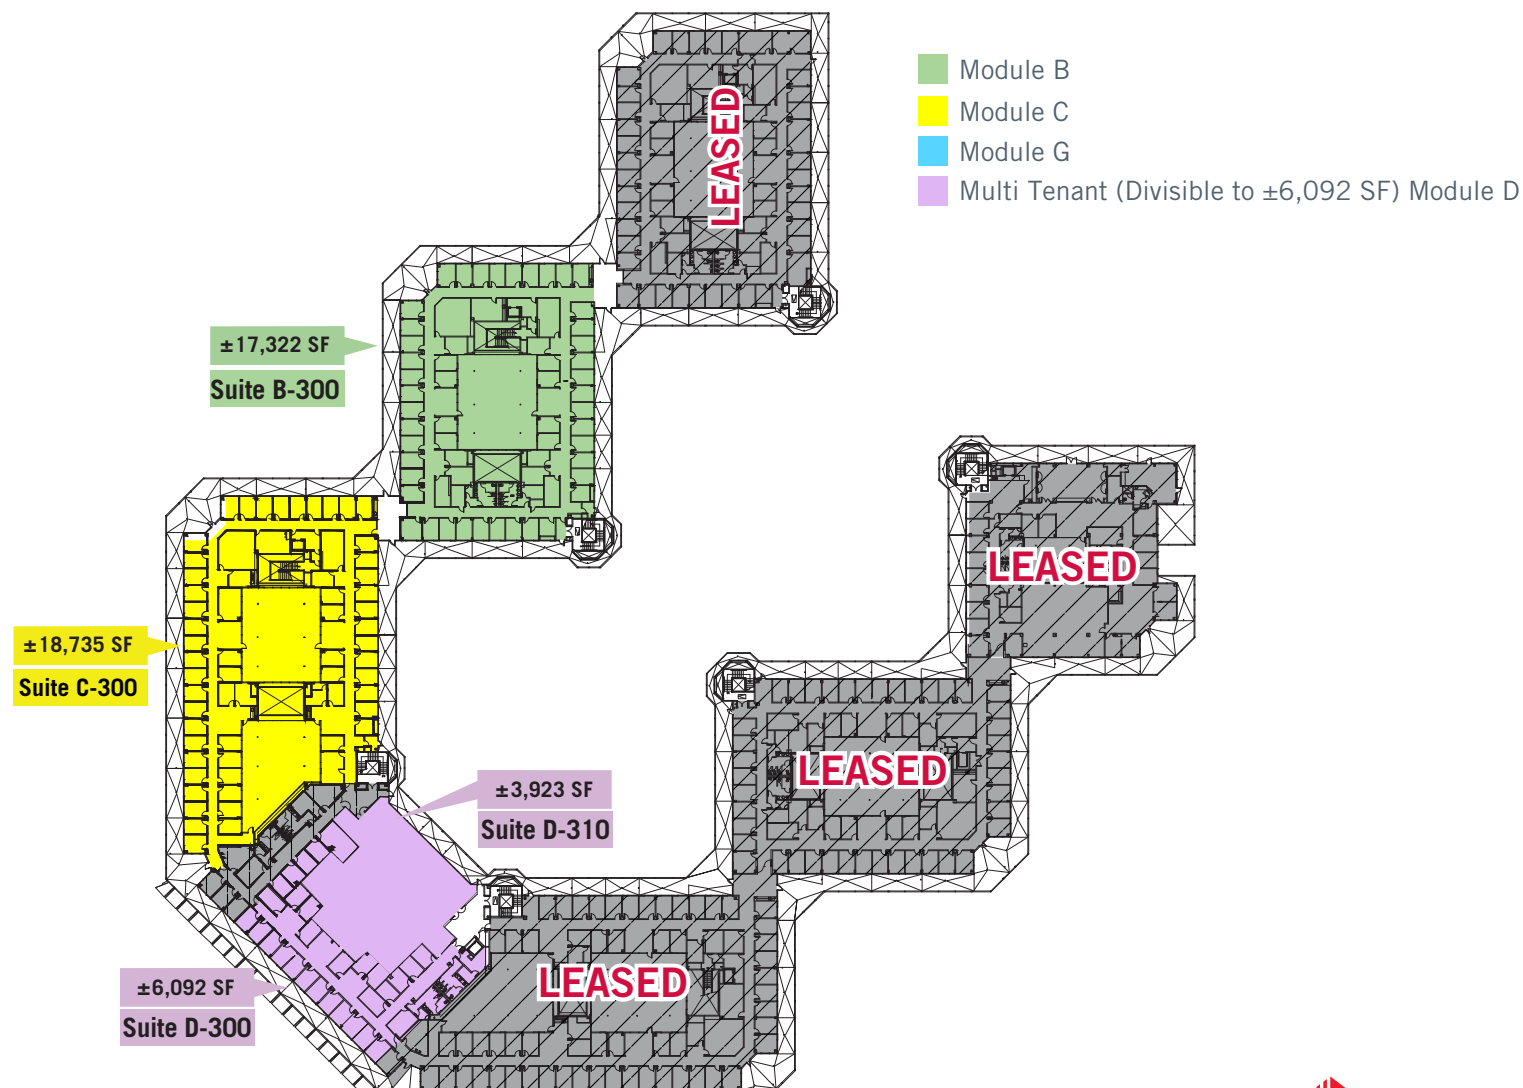 LEASED
Module B
Module C
Module G
Multi Tenant (Divisible to ±6,092 SF) Module D
±17,322 SF
Suite B-300
LEASED
±18,735 SF
Suite C-300
LEASED
±3,923 SF
Suite D-310
LEASED
±6,092 SF
Suite D-300